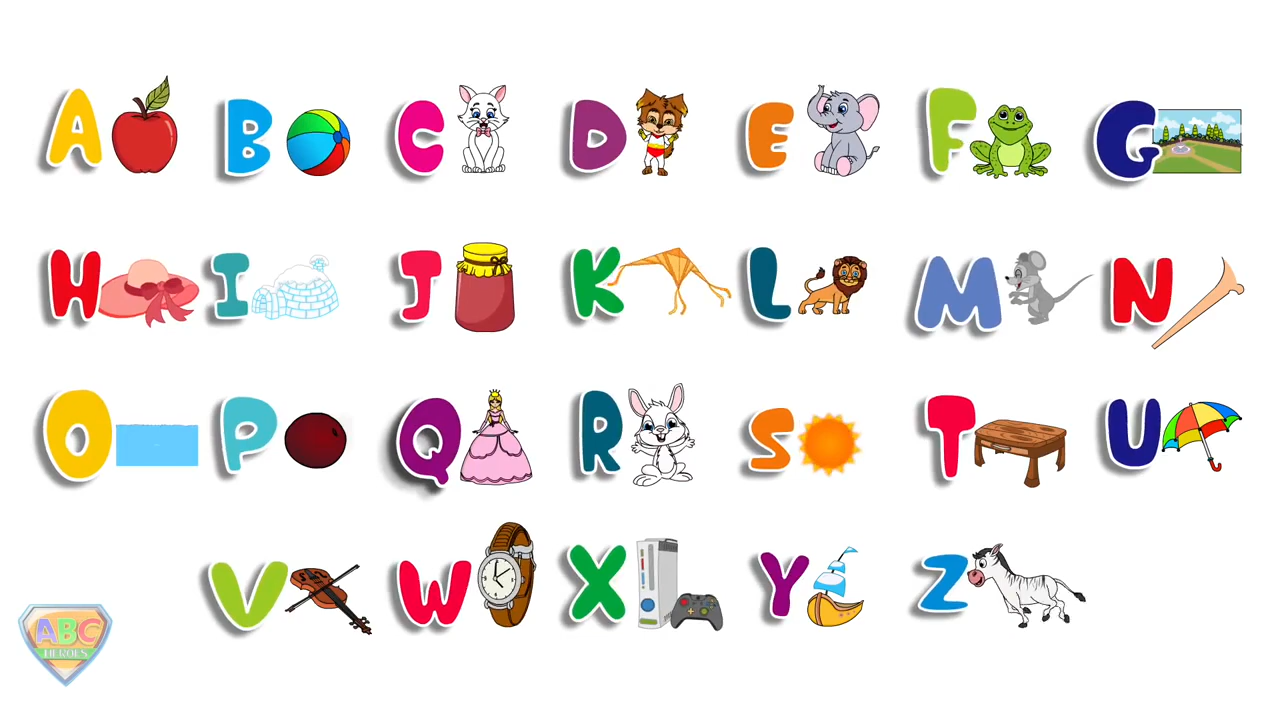 A B C D E F G
H I J K L M N
O P Q R S T U
V W X Y Z
ABC
HEROES